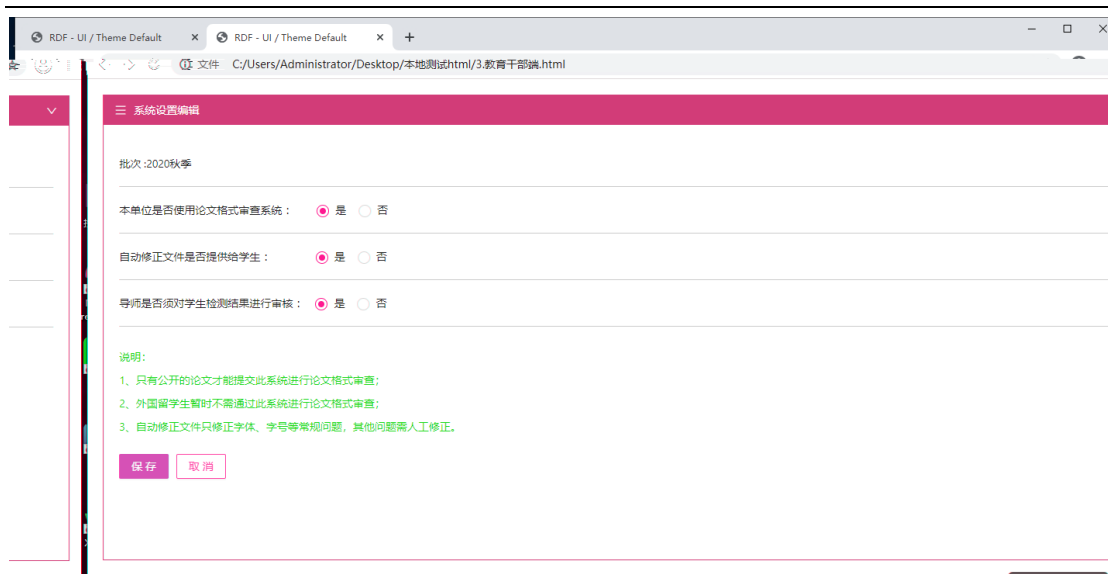 RDF - UI / Theme Default
RDF - UI / Theme Default
文件 C:/Users/Administrator/Desktop/本地测试html/3.教育干部端.html
系统设置编辑
批次 :2020秋季
本单位是否使用论文格式审查系统： 是 否
自动修正文件是否提供给学生： 是 否
导师是否须对学生检测结果进行审核： 是 否
说明：
1、只有公开的论文才能提交此系统进行论文格式审查；
2、外国留学生暂时不需通过此系统进行论文格式审查；
3、自动修正文件只修正字体、字号等常规问题，其他问题需人工修正。
保存 取消